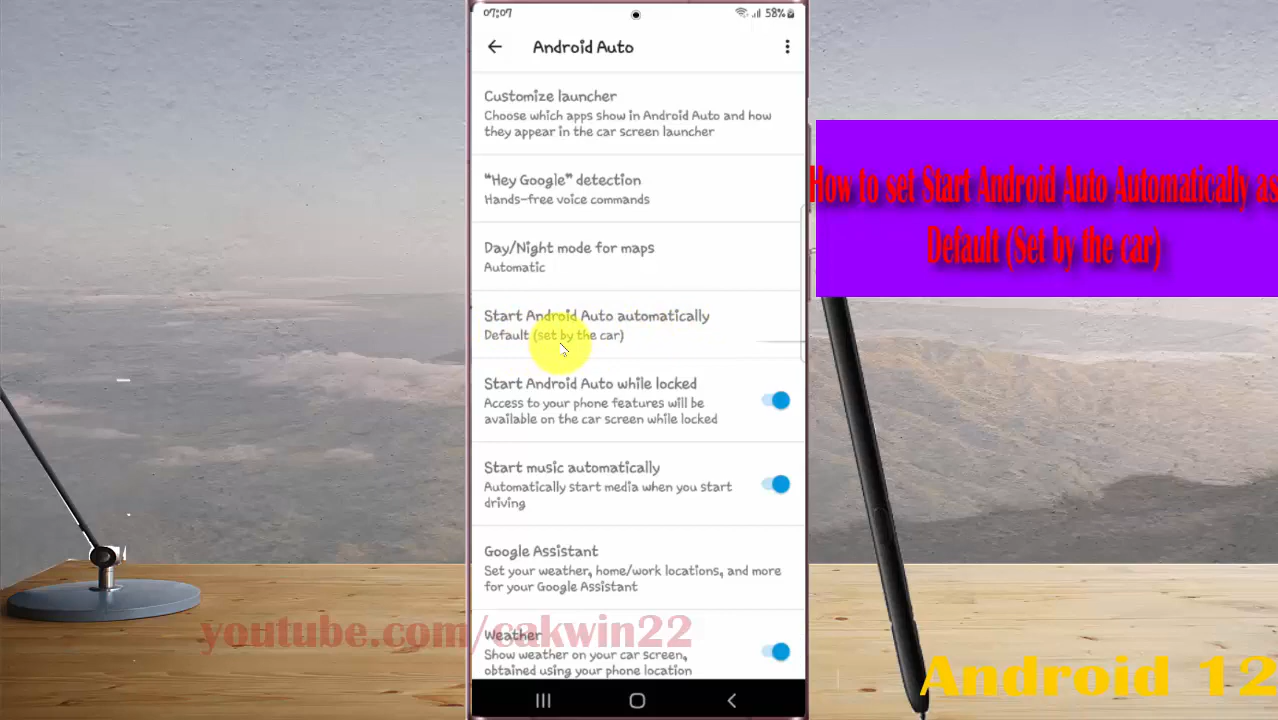 07:07
58%
Android Auto
Customize launcher
Choose which apps show in Android Auto and how
they appear in the car screen launcher
"Hey Google" detection
Hands-free voice commands
Day/Night mode for maps
Automatic
Start Android Auto automatically
Default (set by the car)
Start Android Auto while locked
Access to your phone features will be
available on the car screen while locked
Start music automatically
Automatically start media when you start
driving
Google Assistant
Set your weather, home/work locations, and more
for your Google Assistant
Weather
Show weather on your car screen,
obtained using your phone location
How to set Start Android Auto Automatically as
Default (Set by the car)
youtube.com/cakwin22
Android 12